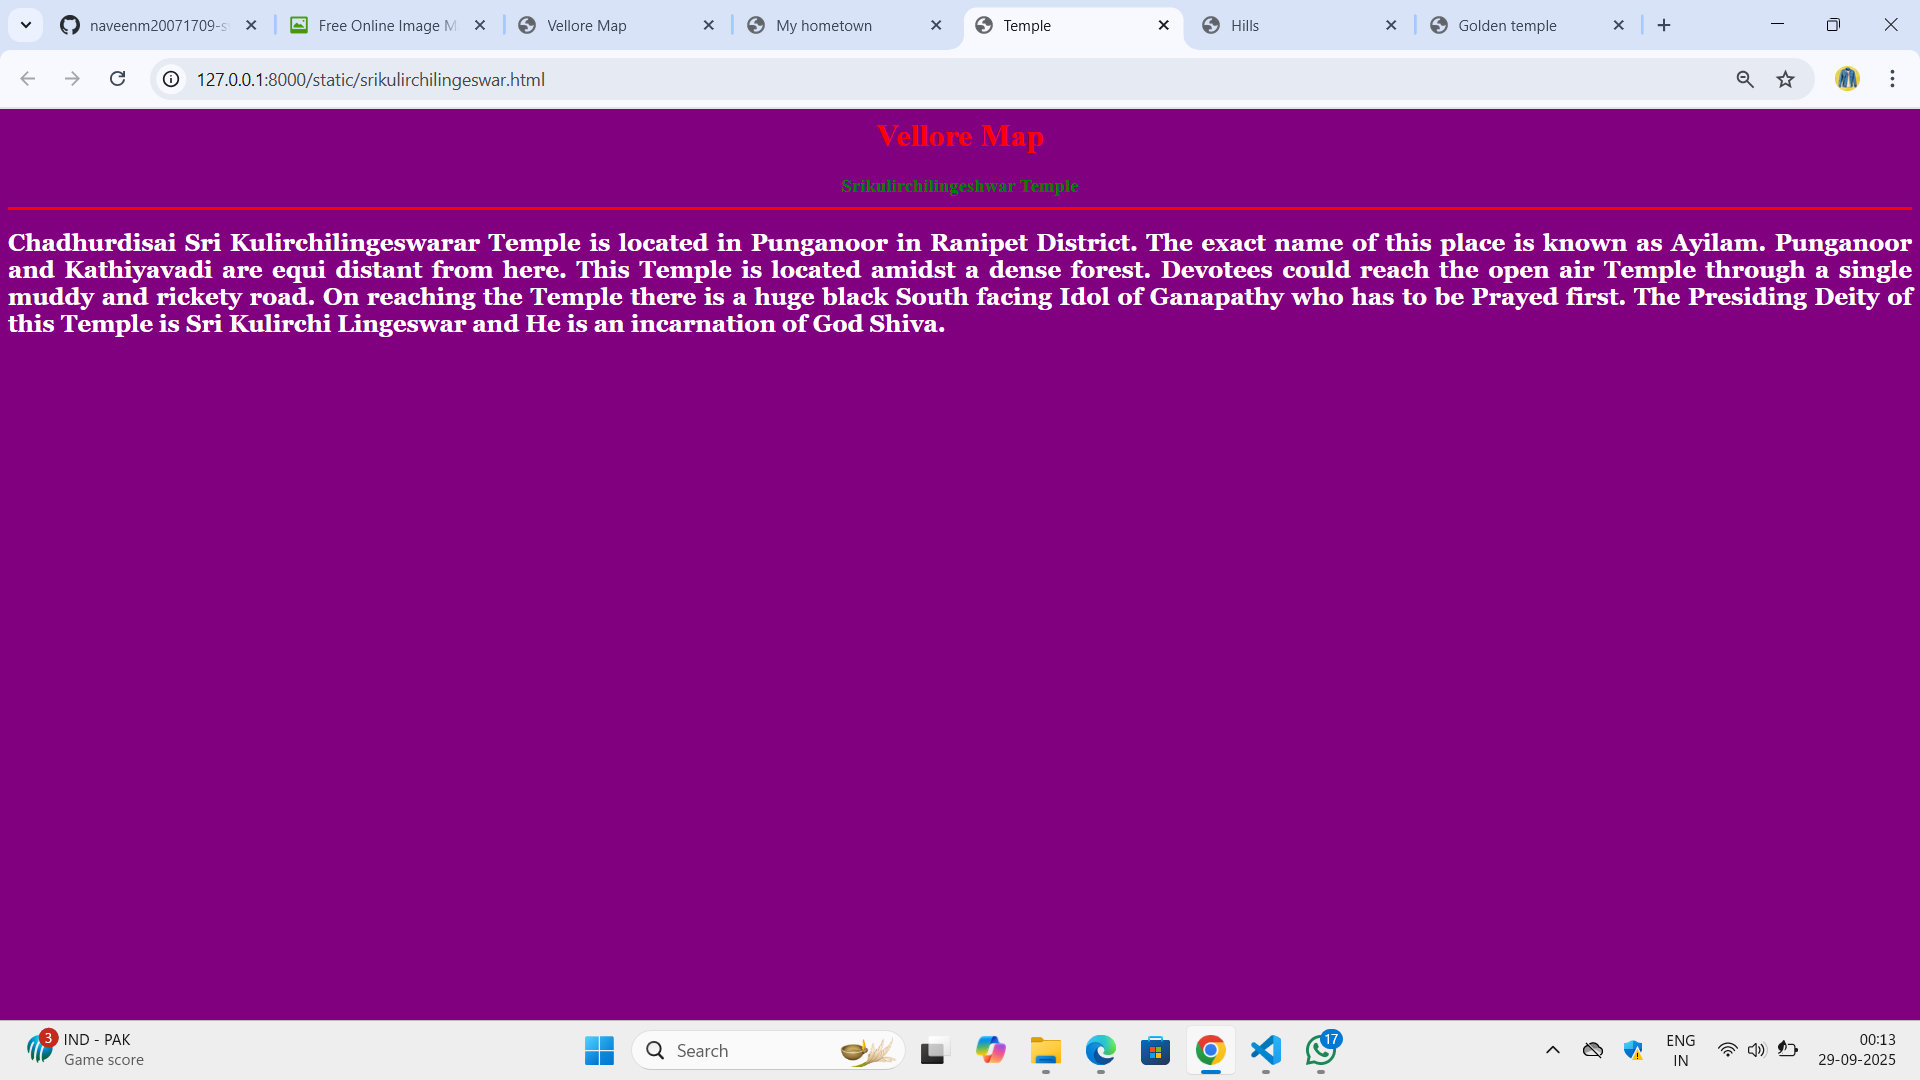 naveenm20071709-s
Free Online Image M
Vellore Map
My hometown
Temple
Hills
Golden temple
127.0.0.1:8000/static/srikulirchilingeswar.html
Vellore Map
Srikulirchilingeshwar Temple
Chadhurdisai Sri Kulirchilingeswarar Temple is located in Punganoor in Ranipet District. The exact name of this place is known as Ayilam. Punganoor
and Kathiyavadi are equi distant from here. This Temple is located amidst a dense forest. Devotees could reach the open air Temple through a single
muddy and rickety road. On reaching the Temple there is a huge black South facing Idol of Ganapathy who has to be Prayed first. The Presiding Deity of
this Temple is Sri Kulirchi Lingeswar and He is an incarnation of God Shiva.
3
IND - PAK
Game score
Search
17
ENG
IN
00:13
29-09-2025